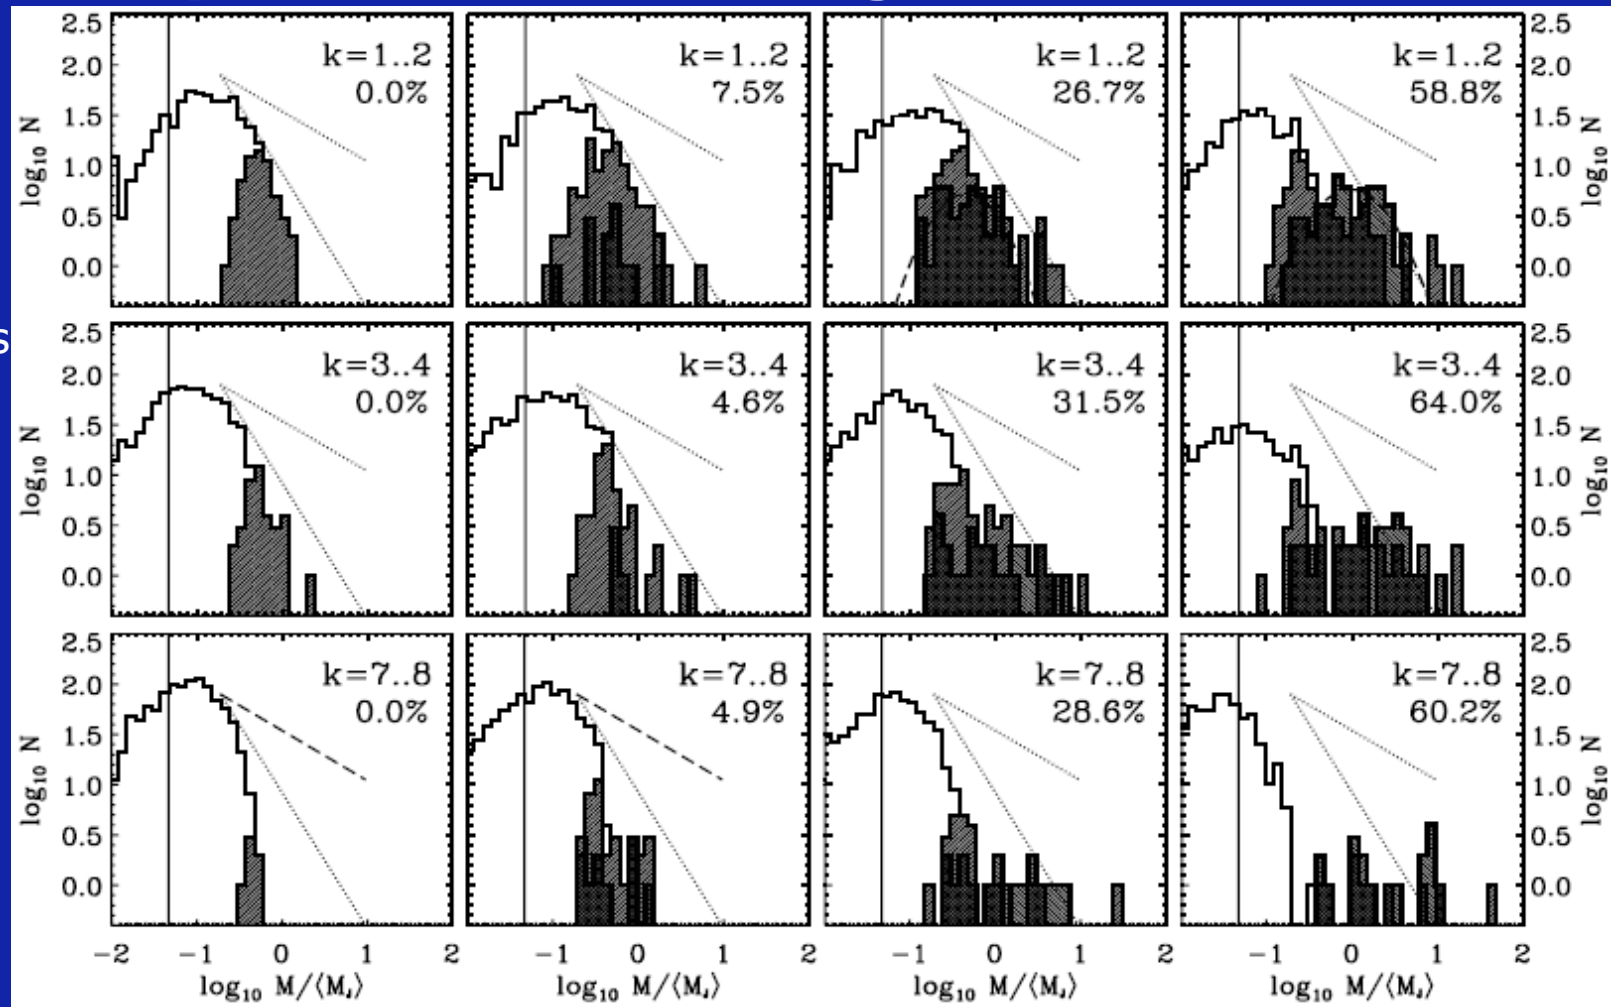 2.5 k=1..2 k=1..2 k=1..2 k=1..2 2.5
2.0 0.0% 7.5% 26.7% 58.8% 2.0
1.5 1.5
log₁₀ N log₁₀ N
1.0 1.0
0.5 0.5
0.0 0.0
s
2.5 k=3..4 k=3..4 k=3..4 k=3..4 2.5
2.0 0.0% 4.6% 31.5% 64.0% 2.0
1.5 1.5
log₁₀ N log₁₀ N
1.0 1.0
0.5 0.5
0.0 0.0
2.5 k=7..8 k=7..8 k=7..8 k=7..8 2.5
2.0 0.0% 4.9% 28.6% 60.2% 2.0
1.5 1.5
log₁₀ N log₁₀ N
1.0 1.0
0.5 0.5
0.0 0.0
-2 -1 0 1 2 -1 0 1 2 -1 0 1 2 -1 0 1 2
log₁₀ M/⟨M_J⟩ log₁₀ M/⟨M_J⟩ log₁₀ M/⟨M_J⟩ log₁₀ M/⟨M_J⟩